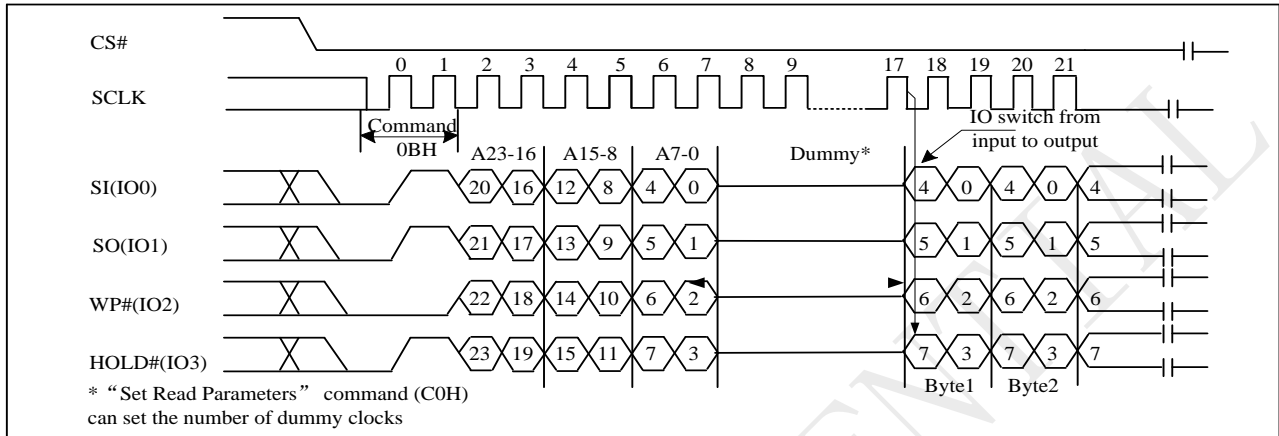 CS#
0 1 2 3 4 5 6 7 8 9 17 18 19 20 21
SCLK
Command
0BH
IO switch from
input to output
A23-16 A15-8 A7-0 Dummy*
SI(IO0) 20 16 12 8 4 0 4 0 4 0 4
SO(IO1) 21 17 13 9 5 1 5 1 5 1 5
WP#(IO2) 22 18 14 10 6 2 6 2 6 2 6
HOLD#(IO3) 23 19 15 11 7 3 7 3 7 3 7
Byte1 Byte2
* “Set Read Parameters” command (C0H)
can set the number of dummy clocks
ENTIAL